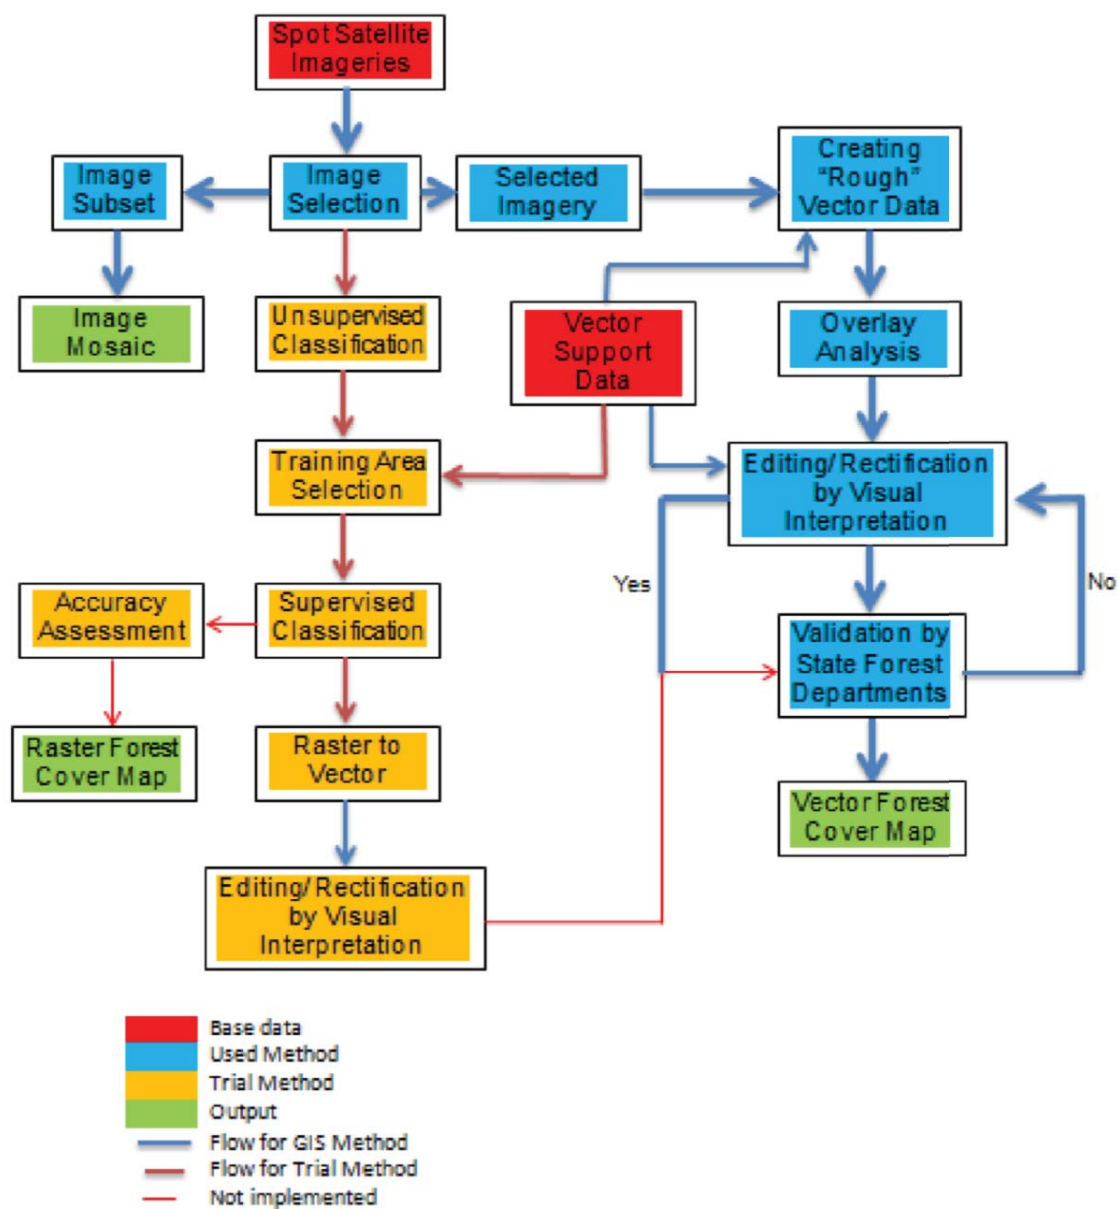 Spot Satellite
Imageries
Image
Subset
Image
Selection
Selected
Imagery
Creating
“Rough”
Vector Data
Image
Mosaic
Unsupervised
Classification
Vector
Support
Data
Overlay
Analysis
Training Area
Selection
Editing/ Rectification
by Visual
Interpretation
Yes
No
Accuracy
Assessment
Supervised
Classification
Validation by
State Forest
Departments
Raster Forest
Cover Map
Raster to
Vector
Vector Forest
Cover Map
Editing/ Rectification
by Visual
Interpretation
Base data
Used Method
Trial Method
Output
Flow for GIS Method
Flow for Trial Method
Not implemented